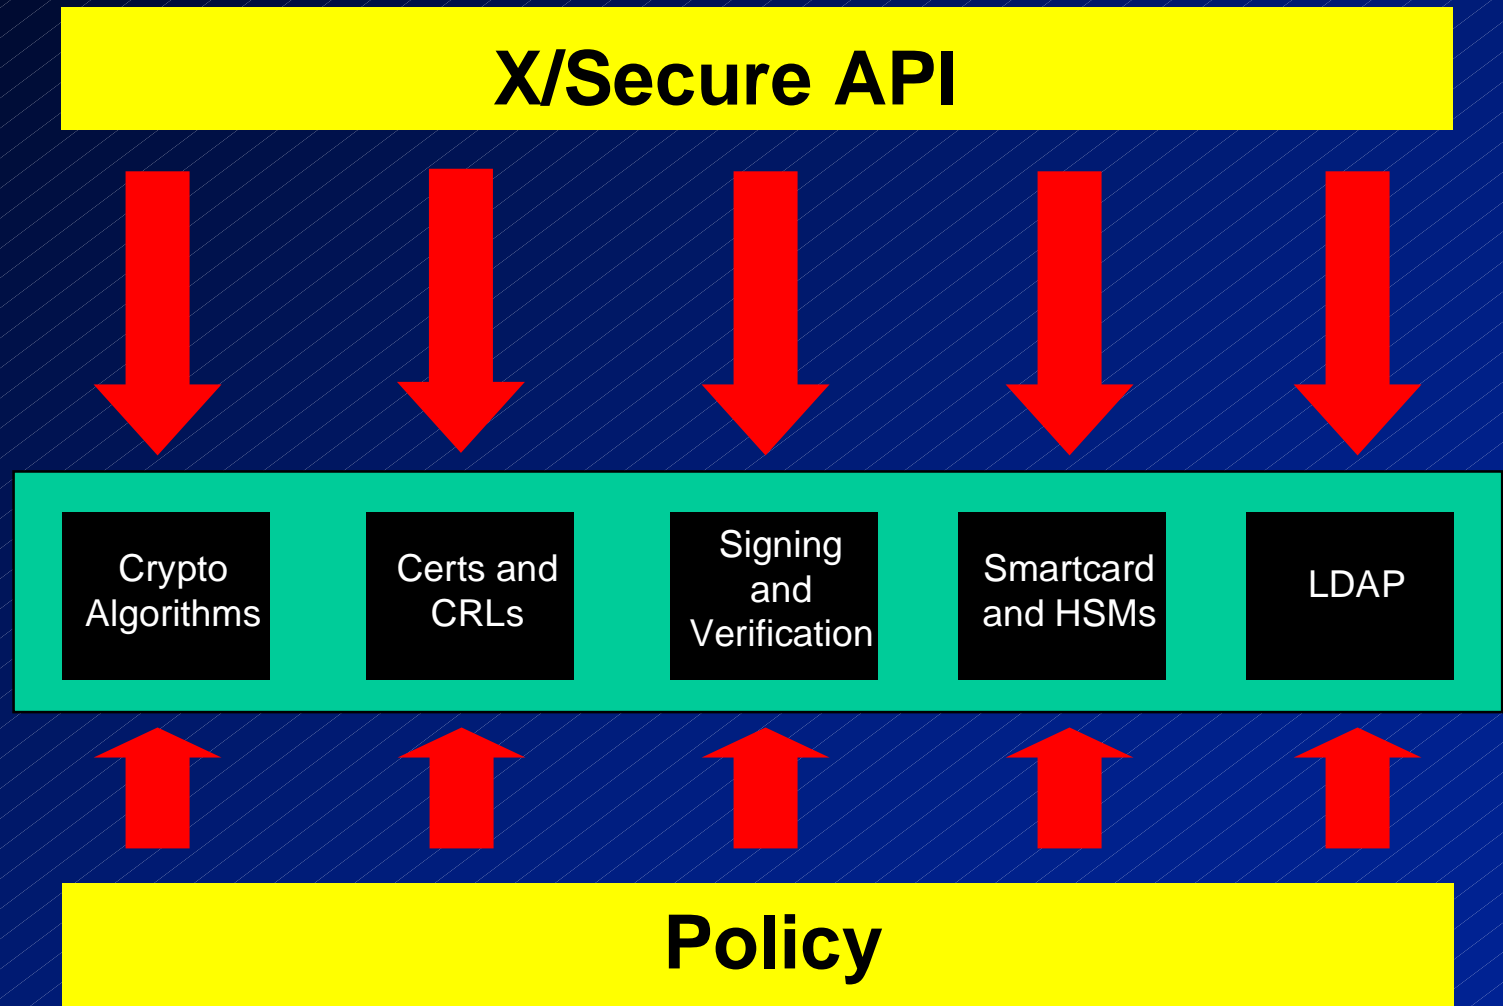 X/Secure API
Crypto
Algorithms
Certs and
CRLs
Signing
and
Verification
Smartcard
and HSMs
LDAP
Policy